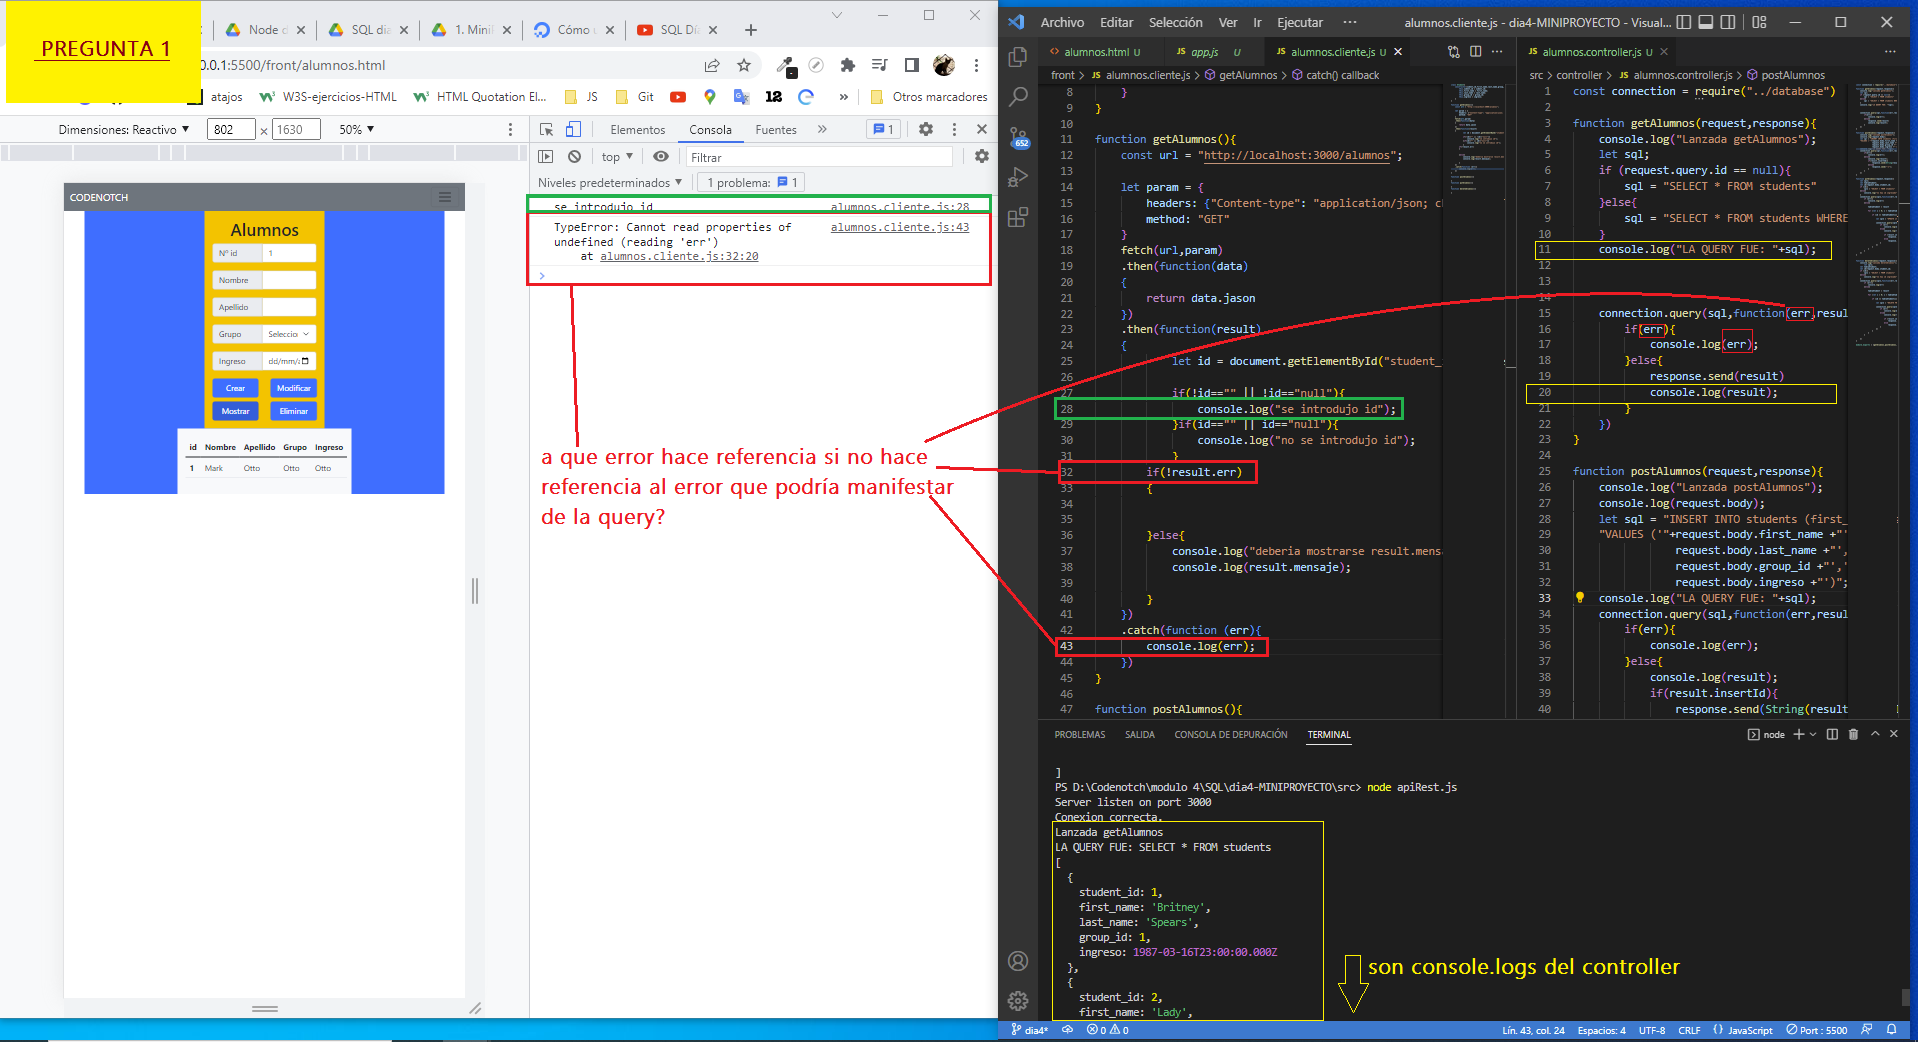 PREGUNTA 1
Node d
SQL dia
1. MiniP
Cómo u
SQL Día
0.0.1:5500/front/alumnos.html
atajos
W3S-ejercicios-HTML
HTML Quotation El...
JS
Git
12
»
Otros marcadores
Dimensiones: Reactivo ▼
802
×
1630
50% ▼
Elementos
Consola
Fuentes
»
1
top ▼
Filtrar
Niveles predeterminados ▼
1 problema:
1
se introdujo id
alumnos.cliente.js:28
TypeError: Cannot read properties of
undefined (reading 'err')
at alumnos.cliente.js:32:20
alumnos.cliente.js:43
>
CODENOTCH
Alumnos
Nº id
1
Nombre
Apellido
Grupo
Seleccio
Ingreso
dd/mm/a
Crear
Modificar
Mostrar
Eliminar
id Nombre Apellido Grupo Ingreso
1 Mark Otto Otto Otto
a que error hace referencia si no hace
referencia al error que podría manifestar
de la query?
Archivo Editar Selección Ver Ir Ejecutar ···
alumnos.cliente.js - dia4-MINIPROYECTO - Visual...
alumnos.html U
JS app.js U
JS alumnos.cliente.js U
front > JS alumnos.cliente.js > getAlumnos > catch() callback
652
8 }
9 }
10
11 function getAlumnos(){
12 const url = "http://localhost:3000/alumnos";
13
14 let param = {
15 headers: {"Content-type": "application/json; c
16 method: "GET"
17 }
18 fetch(url,param)
19 .then(function(data)
20 {
21 return data.jason
22 })
23 .then(function(result)
24 {
25 let id = document.getElementById("student_
26
27 if(!id=="" || !id=="null"){
28 console.log("se introdujo id");
29 }if(id=="" || id=="null"){
30 console.log("no se introdujo id");
31 }
32 if(!result.err)
33 {
34
35
36 }else{
37 console.log("deberia mostrarse result.mensa
38 console.log(result.mensaje);
39
40 }
41 })
42 .catch(function (err){
43 console.log(err);
44 })
45 }
46
47 function postAlumnos(){
JS alumnos.controller.js U
src > controller > JS alumnos.controller.js > postAlumnos
1 const connection = require("../database")
2
3 function getAlumnos(request,response){
4 console.log("Lanzada getAlumnos");
5 let sql;
6 if (request.query.id == null){
7 sql = "SELECT * FROM students"
8 }else{
9 sql = "SELECT * FROM students WHERE
10 }
11 console.log("LA QUERY FUE: "+sql);
12
13
14
15 connection.query(sql,function(err,resul
16 if(err){
17 console.log(err);
18 }else{
19 response.send(result)
20 console.log(result);
21 }
22 })
23 }
24
25 function postAlumnos(request,response){
26 console.log("Lanzada postAlumnos");
27 console.log(request.body);
28 let sql = "INSERT INTO students (first_
29 "VALUES ('"+request.body.first_name +"'
30 request.body.last_name +"',
31 request.body.group_id +"','
32 request.body.ingreso +"')";
33 console.log("LA QUERY FUE: "+sql);
34 connection.query(sql,function(err,resul
35 if(err){
36 console.log(err);
37 }else{
38 console.log(result);
39 if(result.insertId){
40 response.send(String(result
PROBLEMAS SALIDA CONSOLA DE DEPURACIÓN TERMINAL
node
]
PS D:\Codenotch\modulo 4\SQL\dia4-MINIPROYECTO\src> node apiRest.js
Server listen on port 3000
Conexion correcta.
Lanzada getAlumnos
LA QUERY FUE: SELECT * FROM students
[
{
student_id: 1,
first_name: 'Britney',
last_name: 'Spears',
group_id: 1,
ingreso: 1987-03-16T23:00:00.000Z
},
{
student_id: 2,
first_name: 'Lady',
son console.logs del controller
dia4*
0
0
Lín. 43, col. 24
Espacios: 4
UTF-8
CRLF
JavaScript
Port : 5500